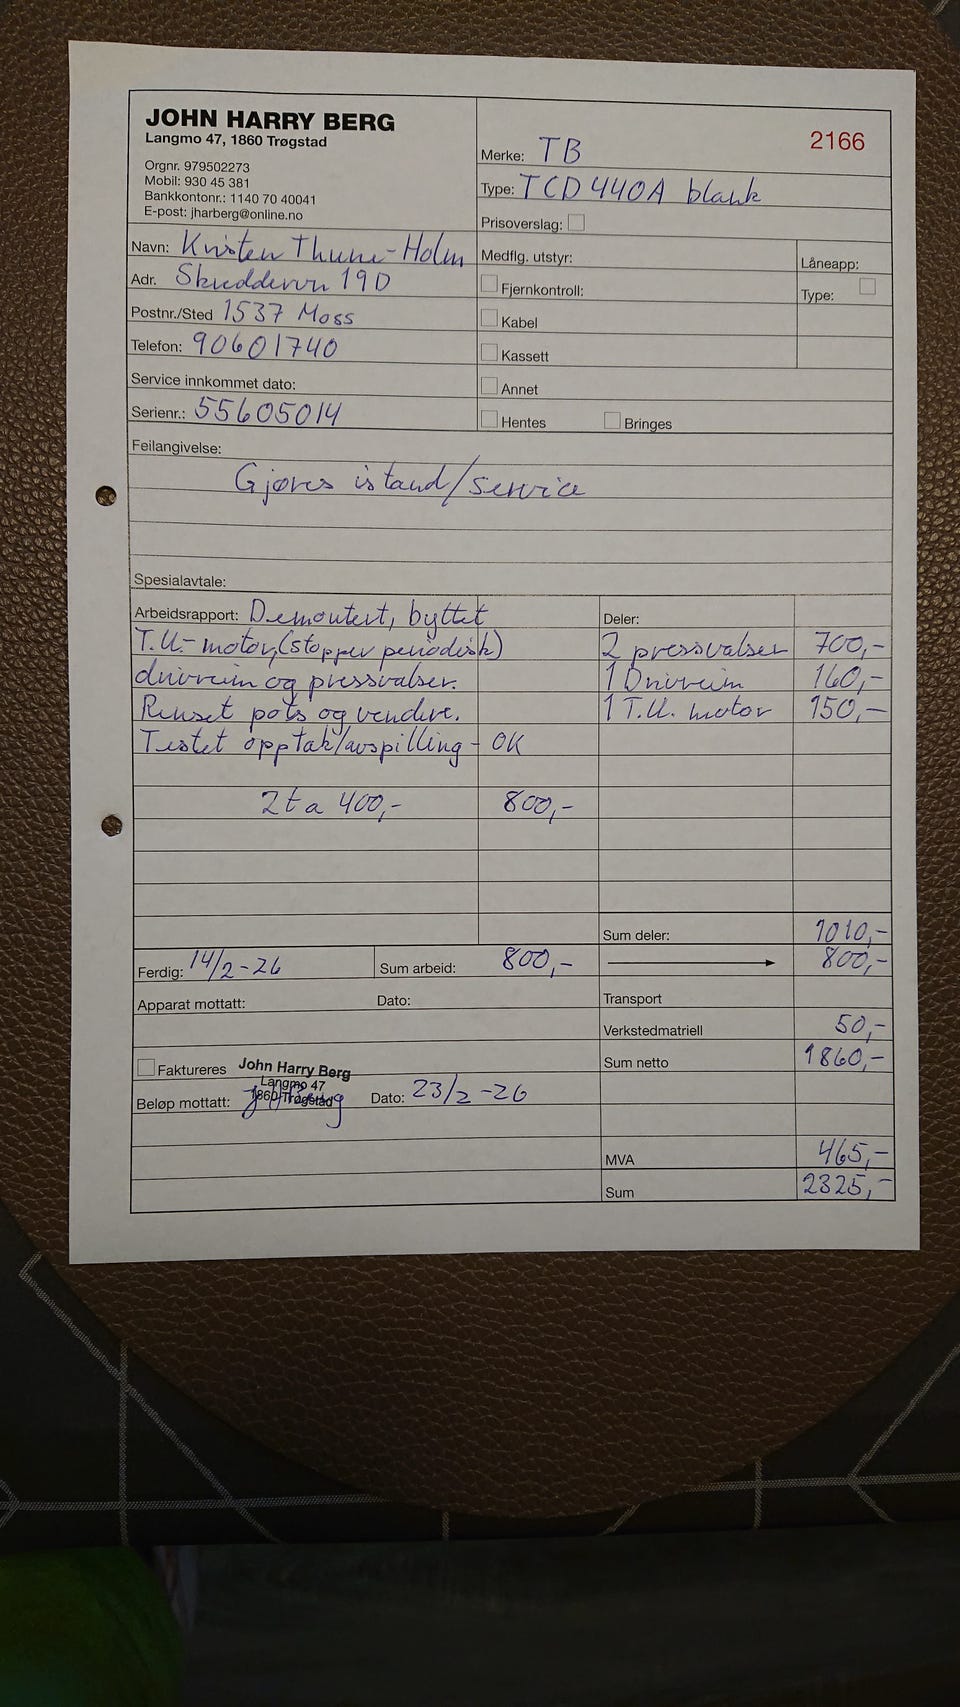 JOHN HARRY BERG
Langmo 47, 1860 Trøgstad
Orgnr. 979502273
Mobil: 930 45 381
Bankkontonr.: 1140 70 40041
E-post: jharberg@online.no
2166
Merke: TB
Type: TCD 440A blank
Prisoverslag:
Navn: Kristen Thune-Holm
Adr. 19D
Postnr./Sted 1537 Moss
Telefon: 90601740
Service innkommet dato:
Serienr.: 55605014
Medflg. utstyr:
Låneapp:
Fjernkontroll:
Type:
Kabel
Kassett
Annet
Hentes Bringes
Feilangivelse:
Gjøres istand/service
Spesialavtale:
Arbeidsrapport: Demontert, byttet
T.U.-motor, (stopper periodisk)
drivreim og pressvalser.
Renset pots og vendere.
Testet opptak/avspilling - OK
2 t a 400,- 800,-
Deler:
2 pressvalser 700,-
1 Drivreim 160,-
1 T.U. motor 150,-
Sum deler: 1010,-
Ferdig: 14/2-26 Sum arbeid: 800,- 800,-
Apparat mottatt: Dato:
Transport
Verkstedmatriell 50,-
Sum netto 1860,-
Faktureres
John Harry Berg
Langmo 47
1860 Trøgstad
Beløp mottatt: Dato: 23/2-26
MVA 465,-
Sum 2325,-